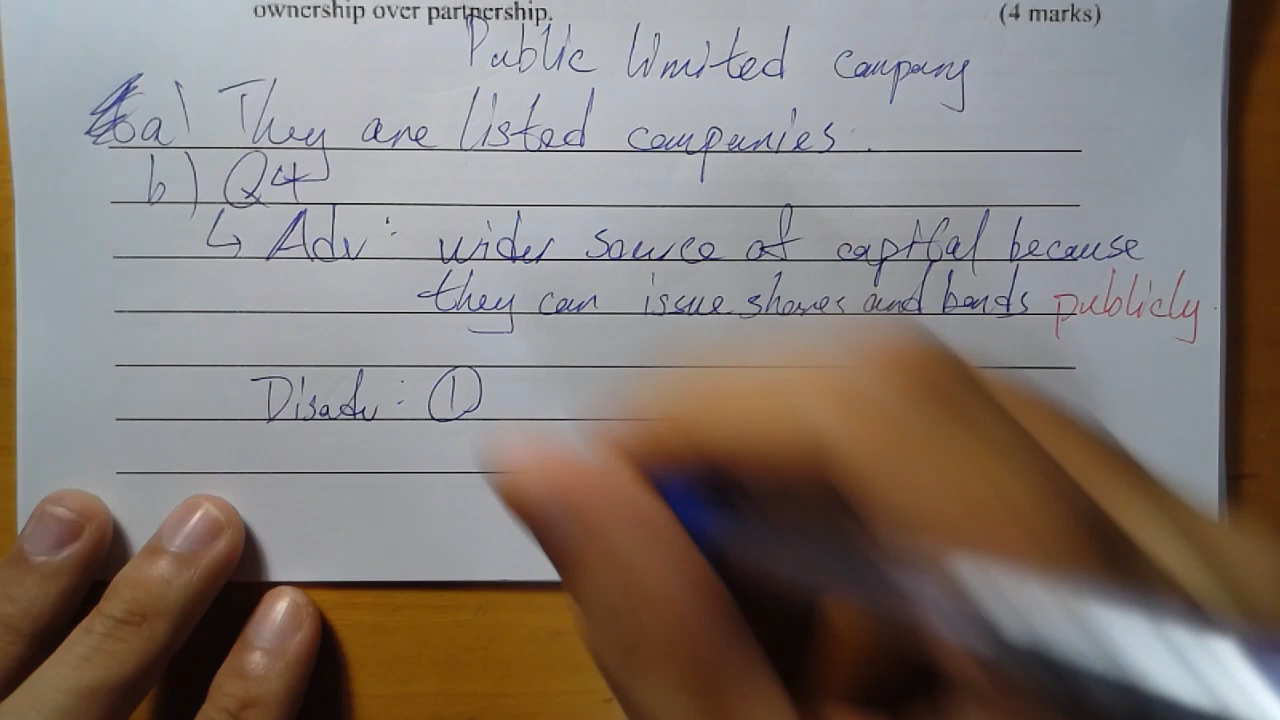 ownership over partnership. (4 marks)
Public limited company
6a) They are listed companies.
b) Q4
↳ Adv: wider source of capital because
they can issue shares and bonds publicly.
Disadv: ①